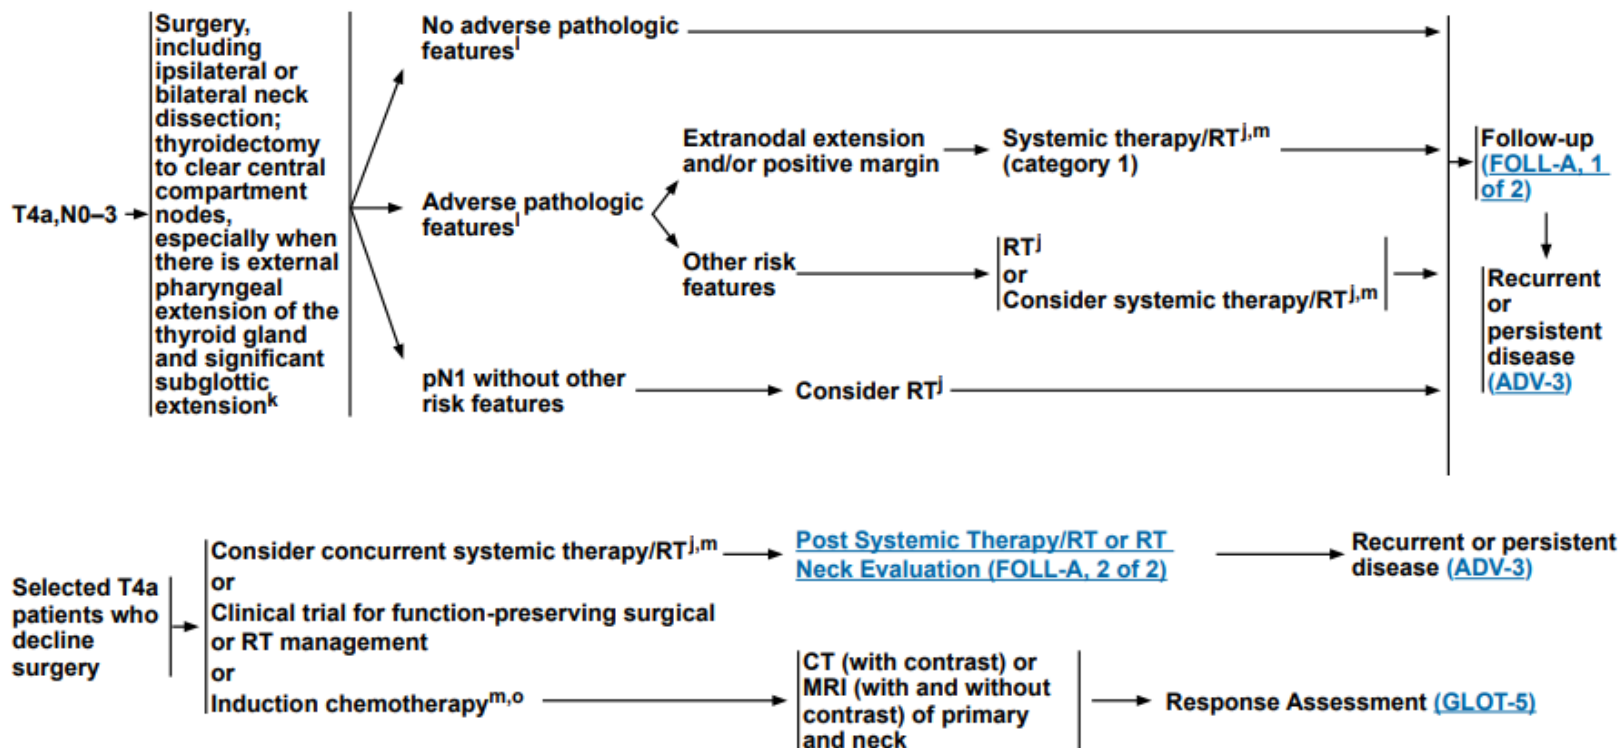 T4a,N0–3
Surgery,
including
ipsilateral or
bilateral neck
dissection;
thyroidectomy
to clear central
compartment
nodes,
especially when
there is external
pharyngeal
extension of the
thyroid gland
and significant
subglottic
extensionk
No adverse pathologic
featuresl
Adverse pathologic
featuresl
Extranodal extension
and/or positive margin
Systemic therapy/RTj,m
(category 1)
Other risk
features
RTj
or
Consider systemic therapy/RTj,m
pN1 without other
risk features
Consider RTj
Follow-up
(FOLL-A, 1
of 2)
Recurrent
or
persistent
disease
(ADV-3)
Selected T4a
patients who
decline
surgery
Consider concurrent systemic therapy/RTj,m
or
Clinical trial for function-preserving surgical
or RT management
or
Induction chemotherapym,o
Post Systemic Therapy/RT or RT
Neck Evaluation (FOLL-A, 2 of 2)
Recurrent or persistent
disease (ADV-3)
CT (with contrast) or
MRI (with and without
contrast) of primary
and neck
Response Assessment (GLOT-5)